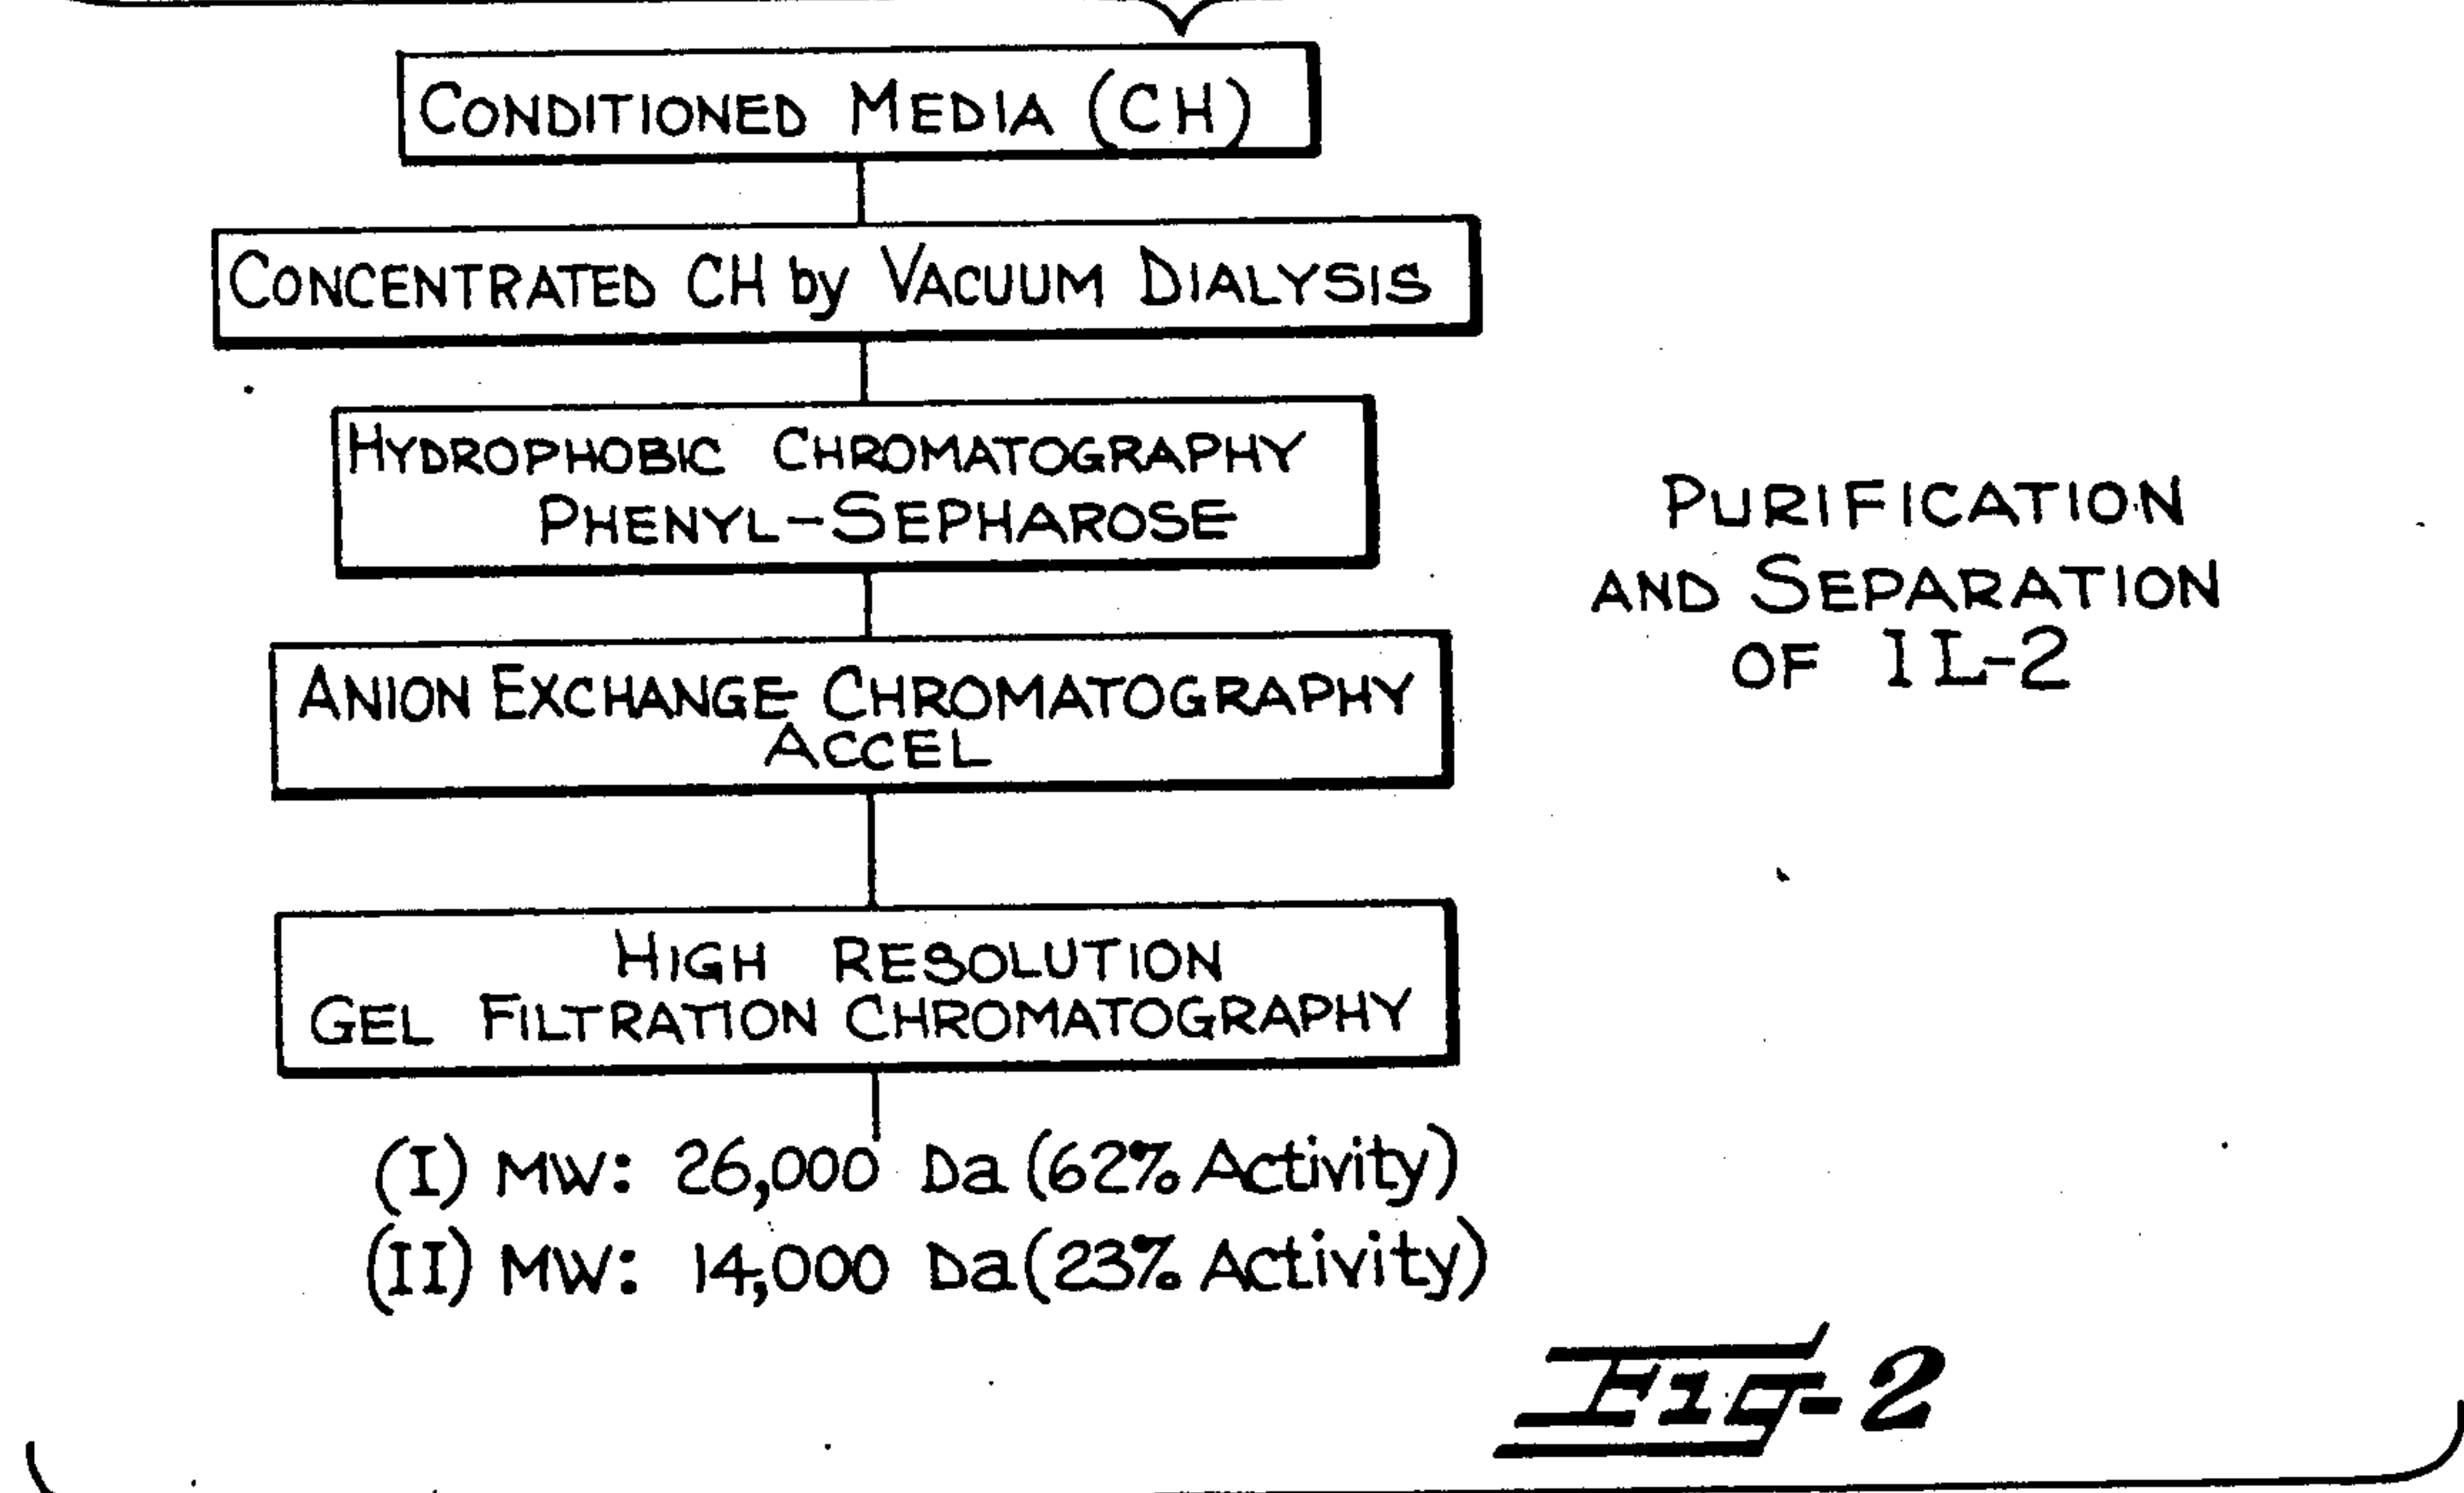 CONDITIONED MEDIA (CH)
CONCENTRATED CH by VACUUM DIALYSIS
HYDROPHOBIC CHROMATOGRAPHY
PHENYL-SEPHAROSE
ANION EXCHANGE CHROMATOGRAPHY
ACCEL
HIGH RESOLUTION
GEL FILTRATION CHROMATOGRAPHY
(I) MW: 26,000 Da (62% Activity)
(II) MW: 14,000 Da (23% Activity)
PURIFICATION
AND SEPARATION
OF IL-2
Fig-2